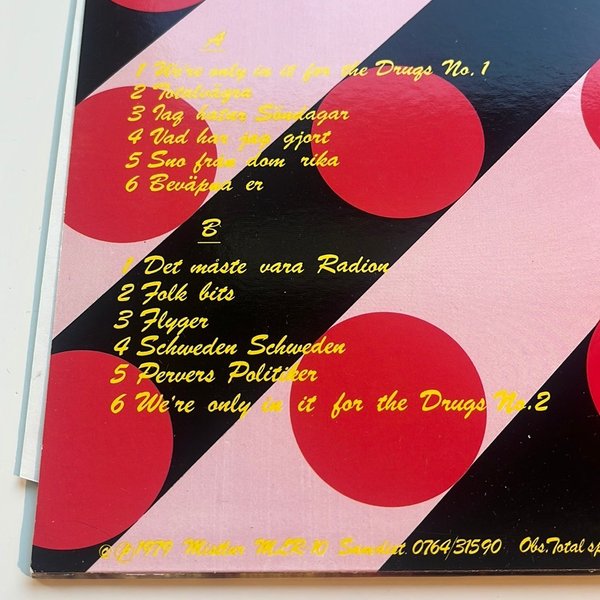 A
1 We're only in it for the Drugs No. 1
2 Totalvägra
3 Jag hatar Söndagar
4 Vad har jag gjort
5 Sno från dom rika
6 Beväpna er
B
1 Det måste vara Radion
2 Folk bits
3 Flyger
4 Schweden Schweden
5 Pervers Politiker
6 We're only in it for the Drugs No. 2
© (p) 1979 Mistlur MLR-10 0764/31590 Obs. Total